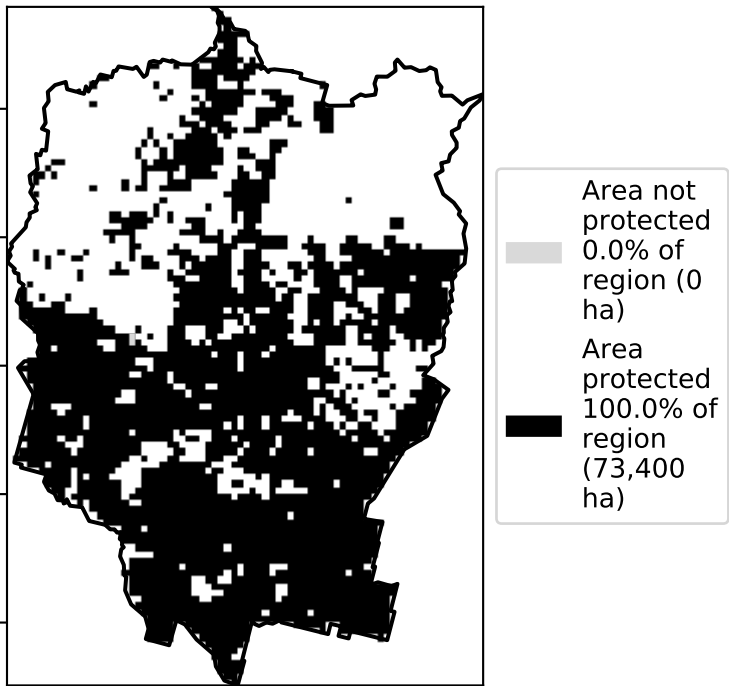 Area not
protected
0.0% of
region (0
ha)
Area
protected
100.0% of
region
(73,400
ha)